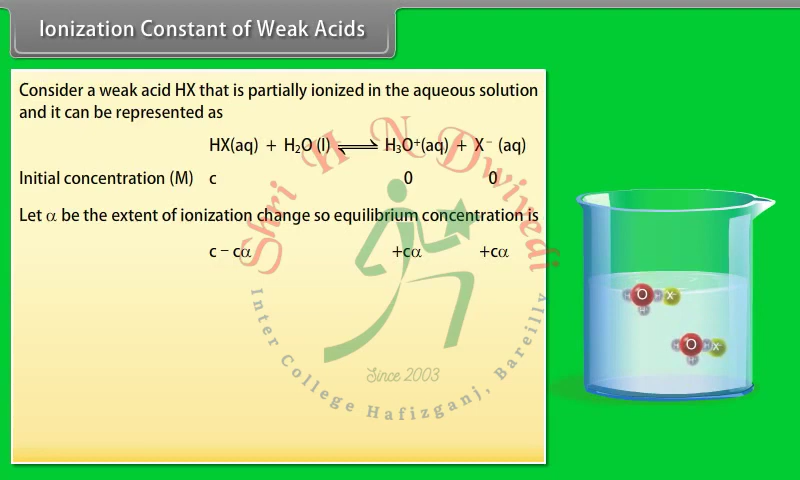 Ionization Constant of Weak Acids
Consider a weak acid HX that is partially ionized in the aqueous solution
and it can be represented as
HX(aq) + H₂O (l) ⇌ H₃O⁺(aq) + X⁻ (aq)
Initial concentration (M) c 0 0
Let α be the extent of ionization change so equilibrium concentration is
c – cα +cα +cα
Shri H N Dwivedi
Inter College Hafizganj, Bareilly
Since 2003
H O H X⁻
H
H O H X⁻
H